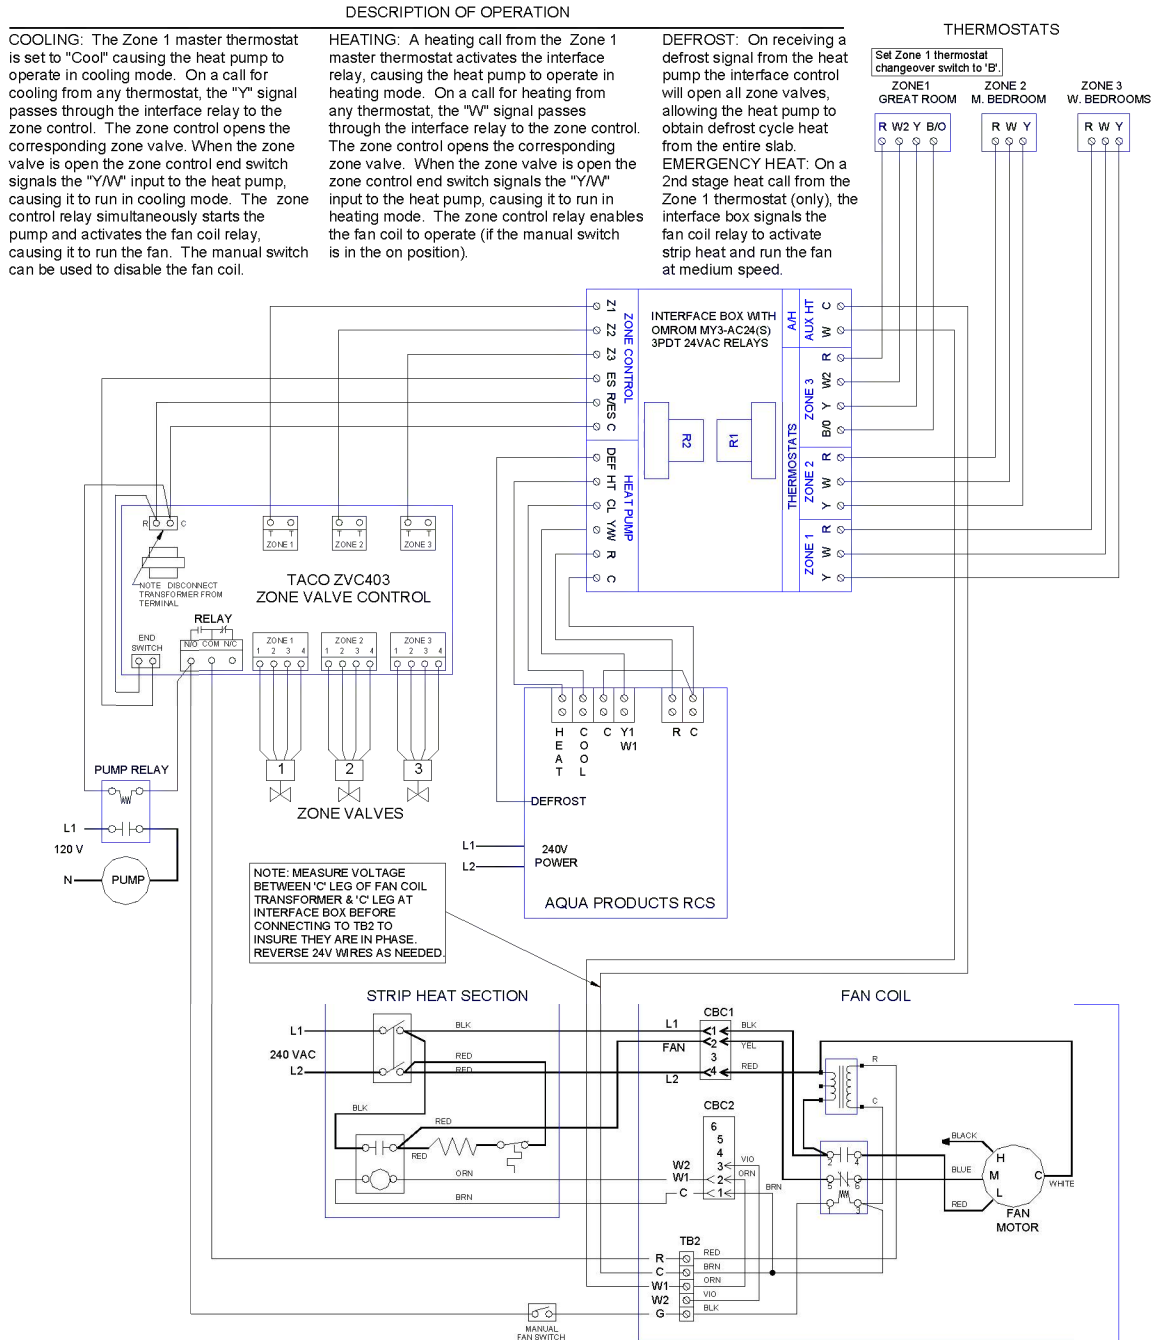 DESCRIPTION OF OPERATION
COOLING: The Zone 1 master thermostat
is set to "Cool" causing the heat pump to
operate in cooling mode. On a call for
cooling from any thermostat, the "Y" signal
passes through the interface relay to the
zone control. The zone control opens the
corresponding zone valve. When the zone
valve is open the zone control end switch
signals the "Y/W" input to the heat pump,
causing it to run in cooling mode. The zone
control relay simultaneously starts the
pump and activates the fan coil relay,
causing it to run the fan. The manual switch
can be used to disable the fan coil.
HEATING: A heating call from the Zone 1
master thermostat activates the interface
relay, causing the heat pump to operate in
heating mode. On a call for heating from
any thermostat, the "W" signal passes
through the interface relay to the zone control.
The zone control opens the corresponding
zone valve. When the zone valve is open the
zone control end switch signals the "Y/W"
input to the heat pump, causing it to run in
heating mode. The zone control relay enables
the fan coil to operate (if the manual switch
is in the on position).
DEFROST: On receiving a
defrost signal from the heat
pump the interface control
will open all zone valves,
allowing the heat pump to
obtain defrost cycle heat
from the entire slab.
EMERGENCY HEAT: On a
2nd stage heat call from the
Zone 1 thermostat (only), the
interface box signals the
fan coil relay to activate
strip heat and run the fan
at medium speed.
THERMOSTATS
Set Zone 1 thermostat
changeover switch to 'B'.
ZONE1
GREAT ROOM
ZONE 2
M. BEDROOM
ZONE 3
W. BEDROOMS
R W2 Y B/O
R W Y
R W Y
INTERFACE BOX WITH
OMROM MY3-AC24(S)
3PDT 24VAC RELAYS
Z1
Z2
Z3
ES
R/ES
C
ZONE CONTROL
DEF
HT
CL
Y/W
R
C
HEAT PUMP
R2
R1
A/H
AUX HT
C
W
THERMOSTATS
ZONE 3
R
W2
Y
B/0
ZONE 2
R
W
Y
ZONE 1
R
W
Y
R
C
T T
ZONE 1
T T
ZONE 2
T T
ZONE 3
TACO ZVC403
ZONE VALVE CONTROL
NOTE DISCONNECT
TRANSFORMER FROM
TERMINAL
RELAY
END
SWITCH
N/O COM N/C
ZONE 1
1 2 3 4
ZONE 2
1 2 3 4
ZONE 3
1 2 3 4
1
2
3
ZONE VALVES
PUMP RELAY
L1
120 V
N
PUMP
HEAT
COOL
C
Y1
W1
R C
DEFROST
L1
L2
240V
POWER
AQUA PRODUCTS RCS
NOTE: MEASURE VOLTAGE
BETWEEN 'C' LEG OF FAN COIL
TRANSFORMER & 'C' LEG AT
INTERFACE BOX BEFORE
CONNECTING TO TB2 TO
INSURE THEY ARE IN PHASE.
REVERSE 24V WIRES AS NEEDED.
STRIP HEAT SECTION
L1
240 VAC
L2
BLK
RED
RED
BLK
RED
RED
ORN
BRN
FAN COIL
L1
FAN
L2
CBC1
1
2
3
4
BLK
YEL
RED
R
C
CBC2
6
5
4
3
2
1
W2
W1
C
VIO
ORN
BRN
2
4
5
6
1
3
BLACK
BLUE
RED
H
M
L
C
WHITE
FAN
MOTOR
TB2
R
C
W1
W2
G
RED
BRN
ORN
VIO
BLK
MANUAL
FAN SWITCH